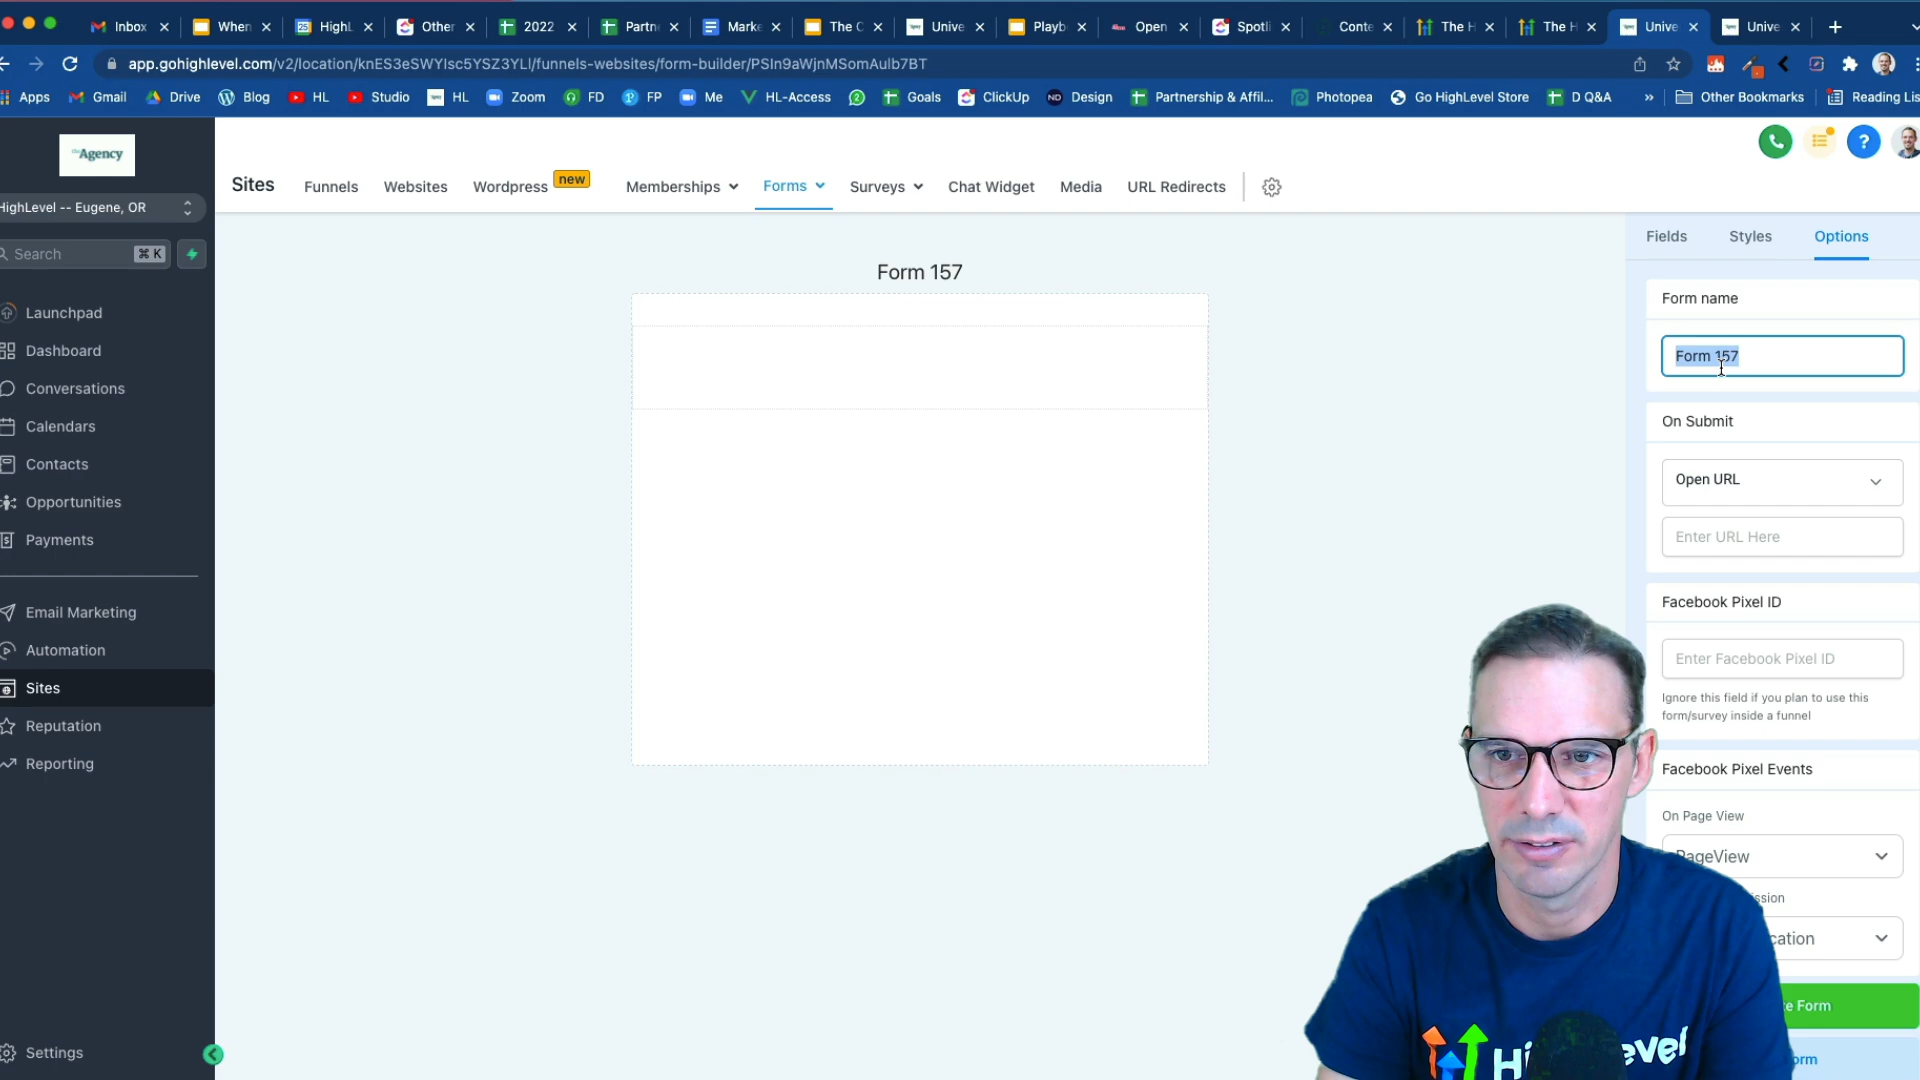 Inbox
When
HighL
Other
2022
Partn
Marke
The C
Unive
Playb
Open
Spotli
Conte
The H
The H
Unive
Unive
app.gohighlevel.com/v2/location/knES3eSWYIsc5YSZ3YLl/funnels-websites/form-builder/PSIn9aWjnMSomAulb7BT
Apps
Gmail
Drive
Blog
HL
Studio
HL
Zoom
FD
FP
Me
HL-Access
Goals
ClickUp
Design
Partnership & Affil...
Photopea
Go HighLevel Store
D Q&A
»
Other Bookmarks
Reading Lis
the Agency
HighLevel -- Eugene, OR
Search
⌘ K
Launchpad
Dashboard
Conversations
Calendars
Contacts
Opportunities
Payments
Email Marketing
Automation
Sites
Reputation
Reporting
Settings
Sites
Funnels
Websites
Wordpress
new
Memberships
Forms
Surveys
Chat Widget
Media
URL Redirects
Form 157
Fields
Styles
Options
Form name
Form 157
On Submit
Open URL
Enter URL Here
Facebook Pixel ID
Enter Facebook Pixel ID
Ignore this field if you plan to use this
form/survey inside a funnel
Facebook Pixel Events
On Page View
PageView
ssion
cation
e Form
orm
Hi evel